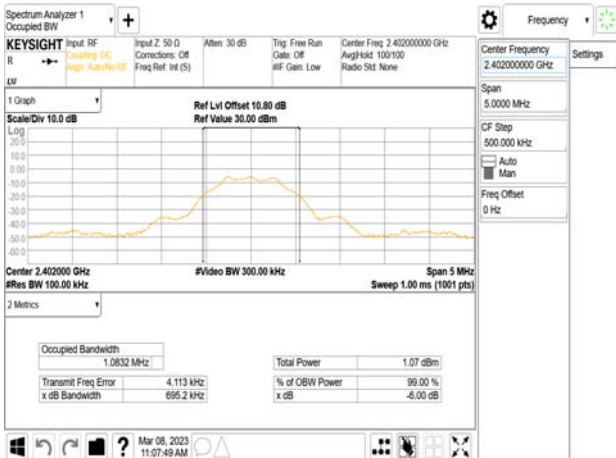 Spectrum Analyzer 1
Occupied BW
Frequency
KEYSIGHT
R
Input: RF
Coupling: DC
Align: Auto/No RF
Input Z: 50 Ω
Corrections: Off
Freq Ref: Int (S)
Atten: 30 dB
Trig: Free Run
Gate: Off
#IF Gain: Low
Center Freq: 2.402000000 GHz
Avg|Hold: 100/100
Radio Std: None
Center Frequency
2.402000000 GHz
Settings
Span
5.0000 MHz
CF Step
500.000 kHz
Auto
Man
Freq Offset
0 Hz
1 Graph
Scale/Div 10.0 dB
Ref Lvl Offset 10.80 dB
Ref Value 30.00 dBm
Log
20.0
10.0
0.00
-10.0
-20.0
-30.0
-40.0
-50.0
-60.0
Center 2.402000 GHz
#Res BW 100.00 kHz
#Video BW 300.00 kHz
Span 5 MHz
Sweep 1.00 ms (1001 pts)
2 Metrics
Occupied Bandwidth
1.0832 MHz
Total Power 1.07 dBm
Transmit Freq Error 4.113 kHz
% of OBW Power 99.00 %
x dB Bandwidth 695.2 kHz
x dB -6.00 dB
Mar 08, 2023
11:07:49 AM